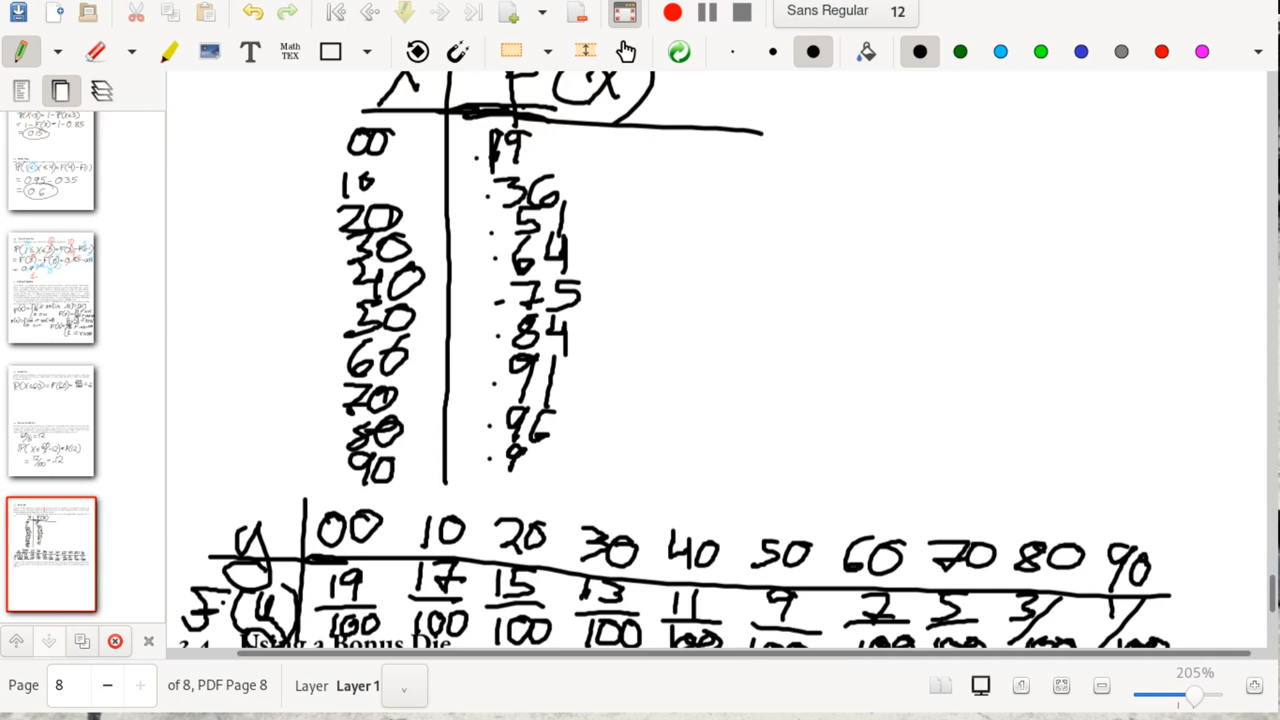 Sans Regular 12
Math
TEX
X F(X)
00 .19
10 .36
20 .51
30 .64
40 .75
50 .84
60 .91
70 .96
80 .9
90
y 00 10 20 30 40 50 60 70 80 90
F(y) 19/100 17/100 15/100 13/100 11/100 9/100 7/100 5/100 3/100 1/100
3.4 Using a Bonus Die
Page 8 of 8, PDF Page 8 Layer Layer 1 205%